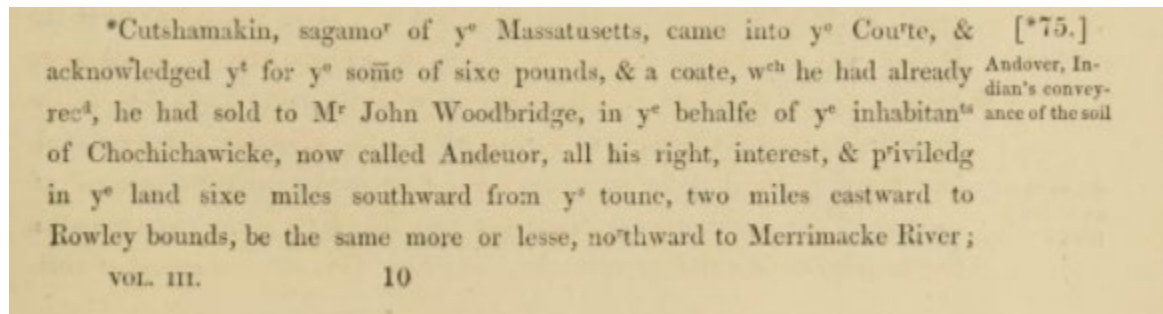 *Cutshamakin, sagamoʳ of yᵉ Massatusetts, came into yᵉ Couʳte, & [*75.]
acknowledged yᵗ for yᵉ som̄e of sixe pounds, & a coate, wᶜʰ he had already
recᵈ, he had sold to Mʳ John Woodbridge, in yᵉ behalfe of yᵉ inhabitanᵗˢ
of Chochichawicke, now called Andeuor, all his right, interest, & pʳiviledg
in yᵉ land sixe miles southward from yᵉ toune, two miles eastward to
Rowley bounds, be the same more or lesse, noʳthward to Merrimacke River;
Andover, In-
dian's convey-
ance of the soil
VOL. III. 10